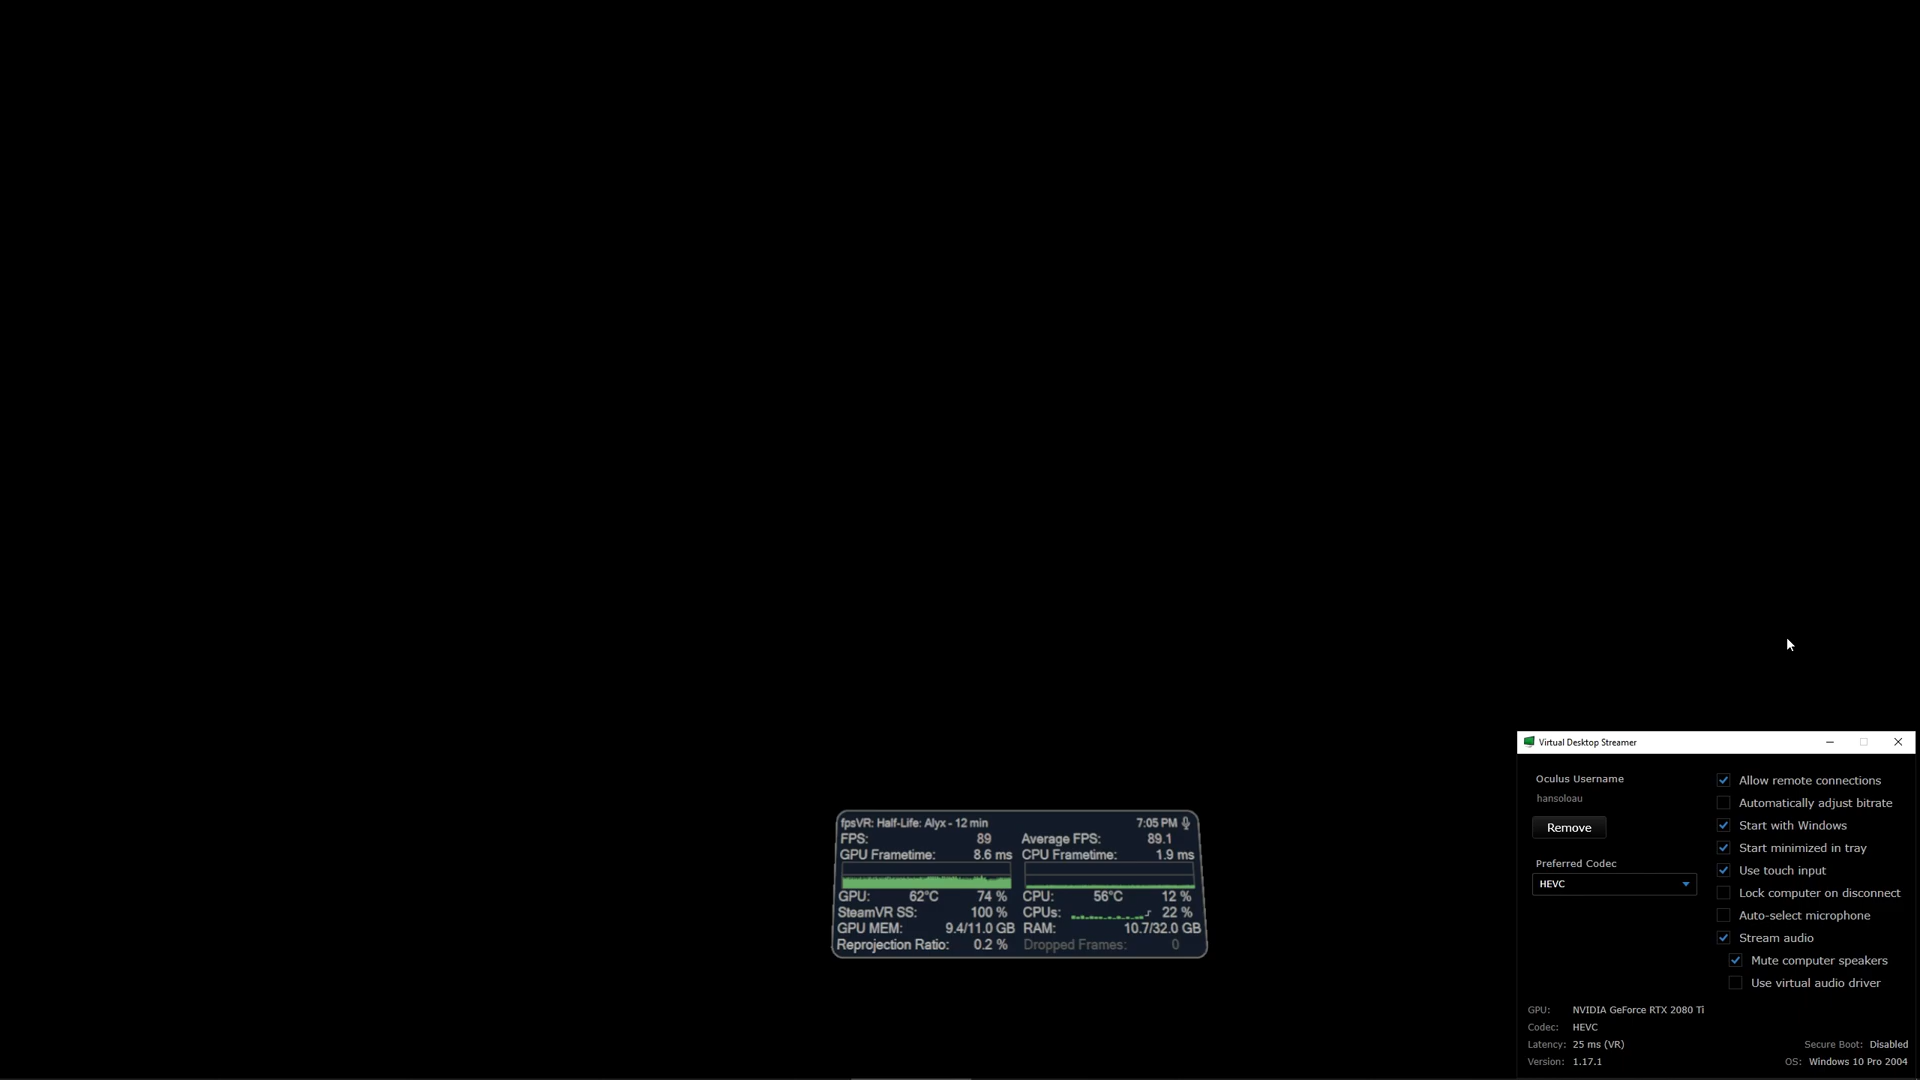 fpsVR: Half-Life: Alyx - 12 min 7:05 PM
FPS: 89 Average FPS: 89.1
GPU Frametime: 8.6 ms CPU Frametime: 1.9 ms
GPU: 62°C 74 % CPU: 56°C 12 %
SteamVR SS: 100 % CPUs: 22 %
GPU MEM: 9.4/11.0 GB RAM: 10.7/32.0 GB
Reprojection Ratio: 0.2 % Dropped Frames: 0
Virtual Desktop Streamer
Oculus Username
hansoloau
Remove
Preferred Codec
HEVC
Allow remote connections
Automatically adjust bitrate
Start with Windows
Start minimized in tray
Use touch input
Lock computer on disconnect
Auto-select microphone
Stream audio
Mute computer speakers
Use virtual audio driver
GPU: NVIDIA GeForce RTX 2080 Ti
Codec: HEVC
Latency: 25 ms (VR) Secure Boot: Disabled
Version: 1.17.1 OS: Windows 10 Pro 2004